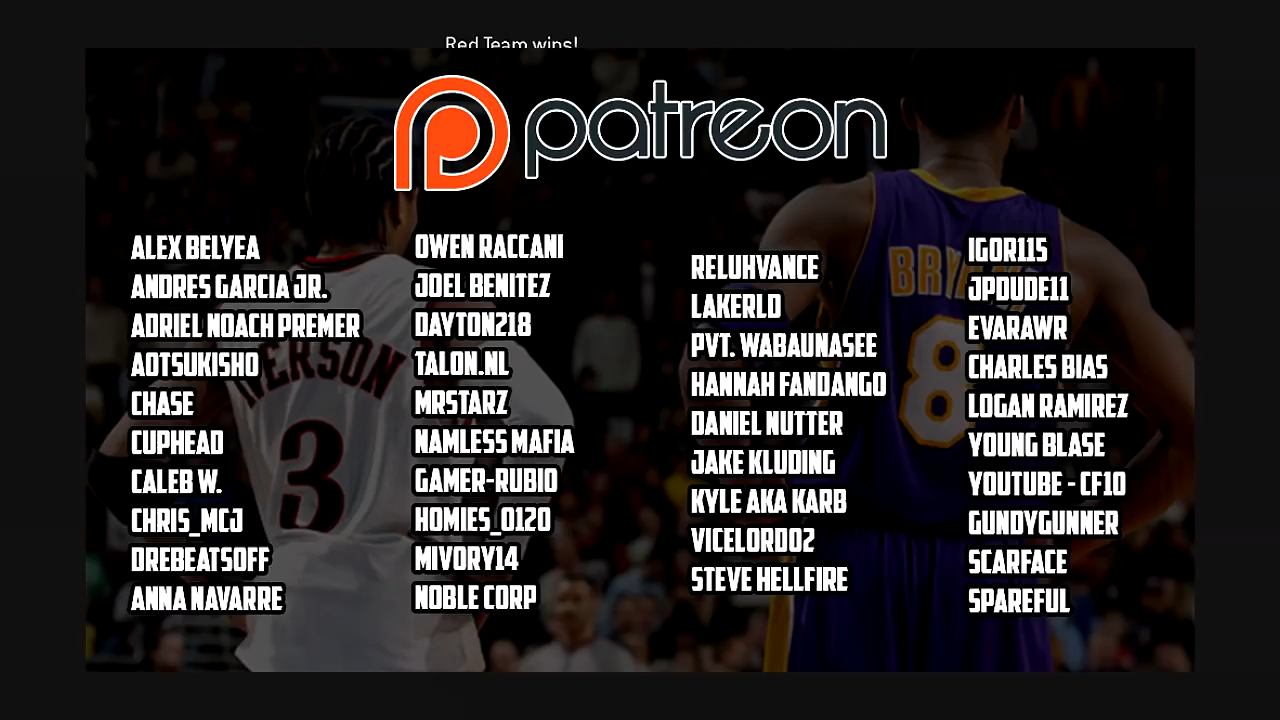 Red Team wins!
patreon
ALEX BELYEA
ANDRES GARCIA JR.
ADRIEL NOACH PREMER
AOTSUKISHO
CHASE
CUPHEAD
CALEB W.
CHRIS_MCJ
DREBEATSOFF
ANNA NAVARRE
OWEN RACCANI
JOEL BENITEZ
DAYTON218
TALON.NL
MRSTARZ
NAMLESS MAFIA
GAMER-RUBIO
HOMIES_0120
MIVORY14
NOBLE CORP
RELUHVANCE
LAKERLD
PVT. WABAUNASEE
HANNAH FANDANGO
DANIEL NUTTER
JAKE KLUDING
KYLE AKA KARB
VICELORD02
STEVE HELLFIRE
IGOR115
JPDUDE11
EVARAWR
CHARLES BIAS
LOGAN RAMIREZ
YOUNG BLASE
YOUTUBE - CF10
GUNDYGUNNER
SCARFACE
SPAREFUL
IVERSON
3
8